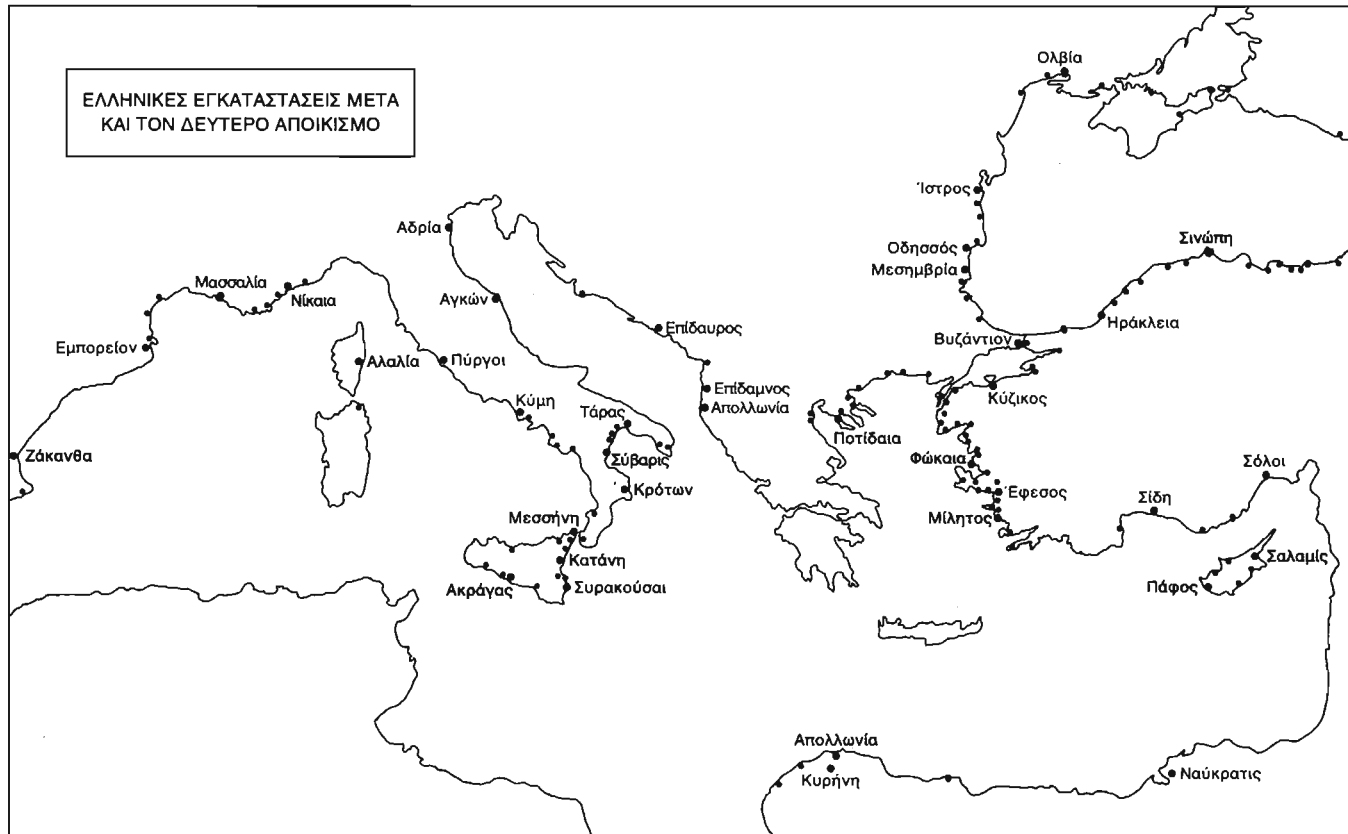 ΕΛΛΗΝΙΚΕΣ ΕΓΚΑΤΑΣΤΑΣΕΙΣ ΜΕΤΑ
ΚΑΙ ΤΟΝ ΔΕΥΤΕΡΟ ΑΠΟΙΚΙΣΜΟ
Ολβία
Ίστρος
Αδρία
Οδησσός
Σινώπη
Μεσημβρία
Μασσαλία
Νίκαια
Αγκών
Ηράκλεια
Επίδαυρος
Βυζάντιον
Εμπορείον
Αλαλία
Πύργοι
Επίδαμνος
Κύζικος
Κύμη
Απολλωνία
Τάρας
Ποτίδαια
Ζάκανθα
Σύβαρις
Φώκαια
Σόλοι
Κρότων
Έφεσος
Σίδη
Μεσσήνη
Μίλητος
Κατάνη
Σαλαμίς
Ακράγας
Συρακούσαι
Πάφος
Απολλωνία
Κυρήνη
Ναύκρατις